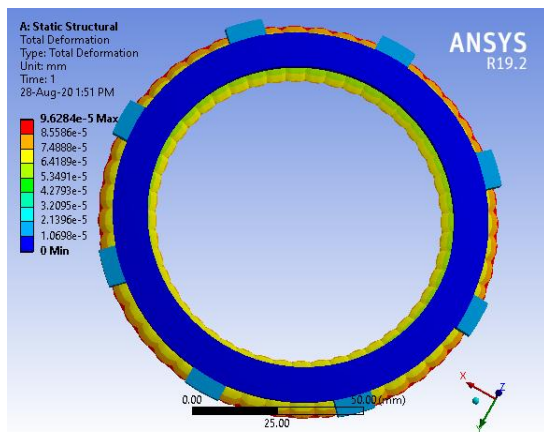 A: Static Structural
Total Deformation
Type: Total Deformation
Unit: mm
Time: 1
28-Aug-20 1:51 PM
ANSYS
R19.2
9.6284e-5 Max
8.5586e-5
7.4888e-5
6.4189e-5
5.3491e-5
4.2793e-5
3.2095e-5
2.1396e-5
1.0698e-5
0 Min
0.00
50.00 (mm)
25.00
X
Z
Y